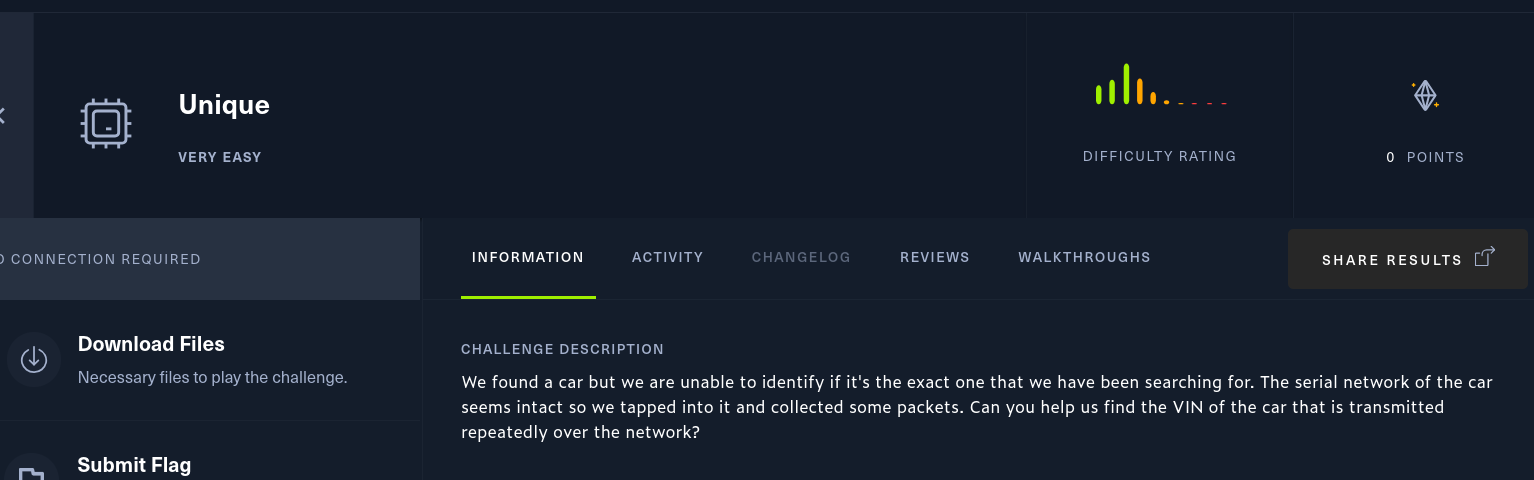 Unique
VERY EASY
DIFFICULTY RATING
0 POINTS
CONNECTION REQUIRED
INFORMATION
ACTIVITY
CHANGELOG
REVIEWS
WALKTHROUGHS
SHARE RESULTS
Download Files
Necessary files to play the challenge.
Submit Flag
CHALLENGE DESCRIPTION
We found a car but we are unable to identify if it's the exact one that we have been searching for. The serial network of the car
seems intact so we tapped into it and collected some packets. Can you help us find the VIN of the car that is transmitted
repeatedly over the network?